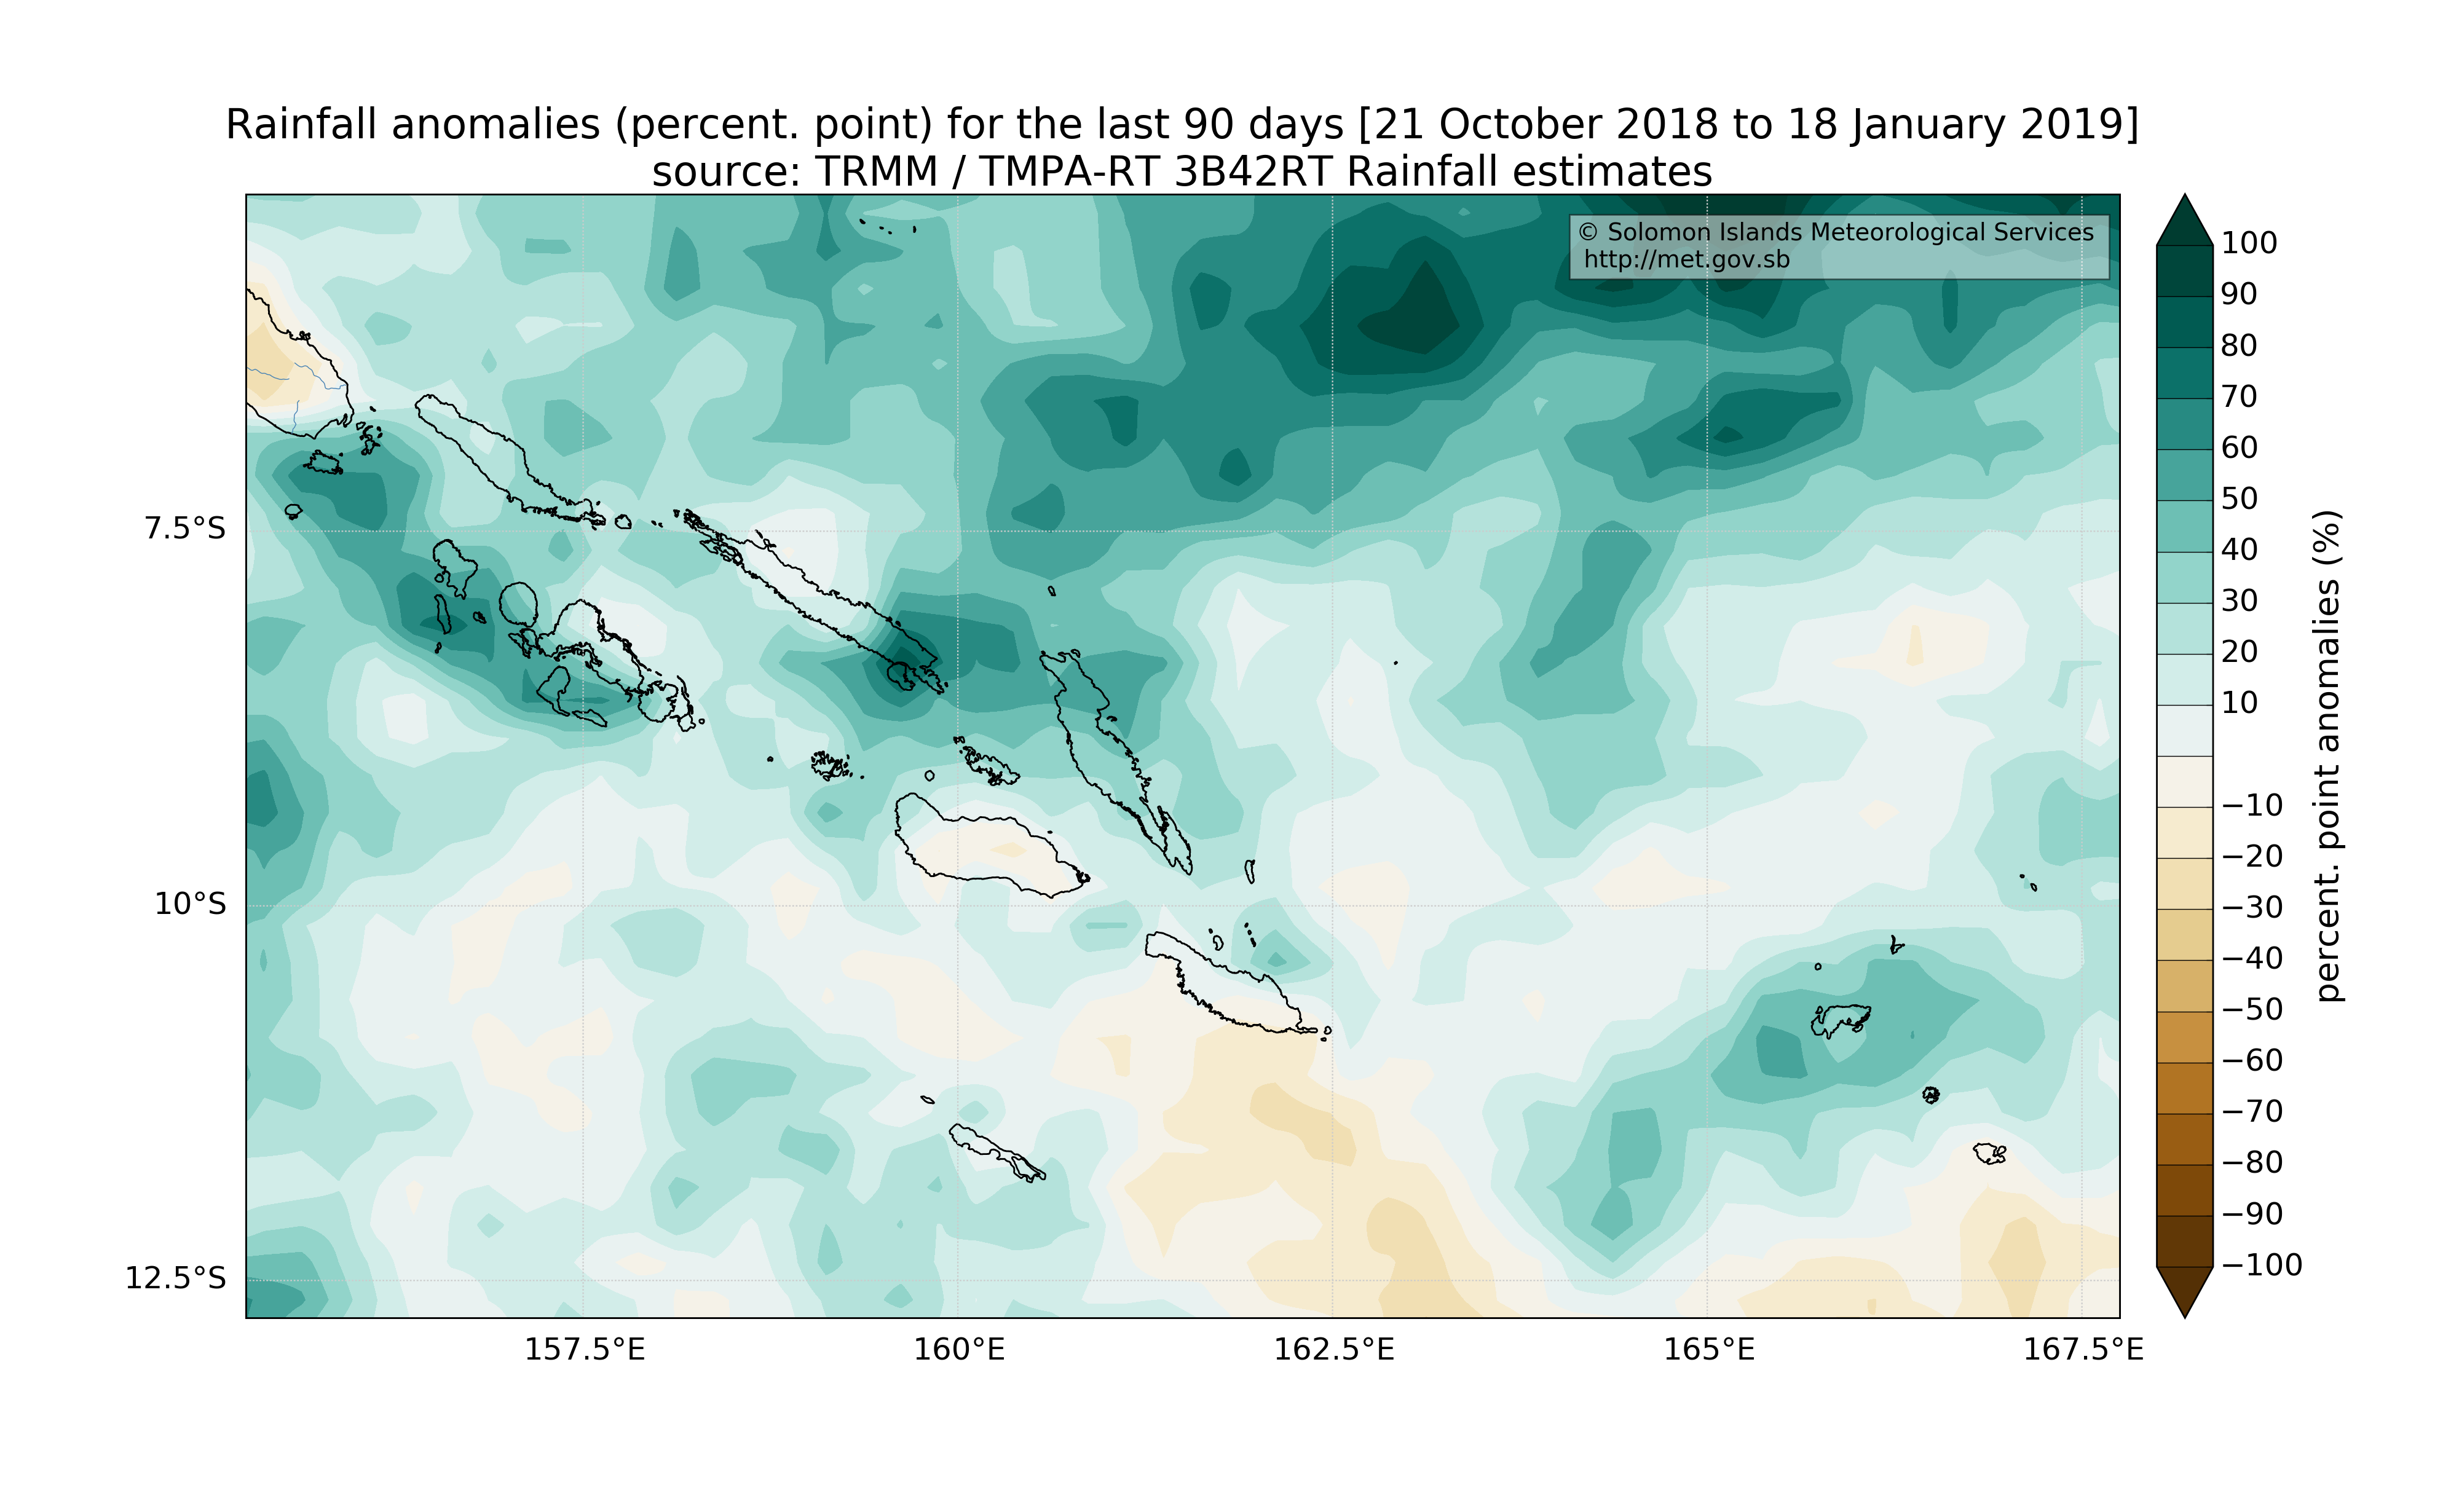 Rainfall anomalies (percent. point) for the last 90 days [21 October 2018 to 18 January 2019]
source: TRMM / TMPA-RT 3B42RT Rainfall estimates
© Solomon Islands Meteorological Services
http://met.gov.sb
7.5°S
10°S
12.5°S
157.5°E
160°E
162.5°E
165°E
167.5°E
100
90
80
70
60
50
40
30
20
10
−10
−20
−30
−40
−50
−60
−70
−80
−90
−100
percent. point anomalies (%)